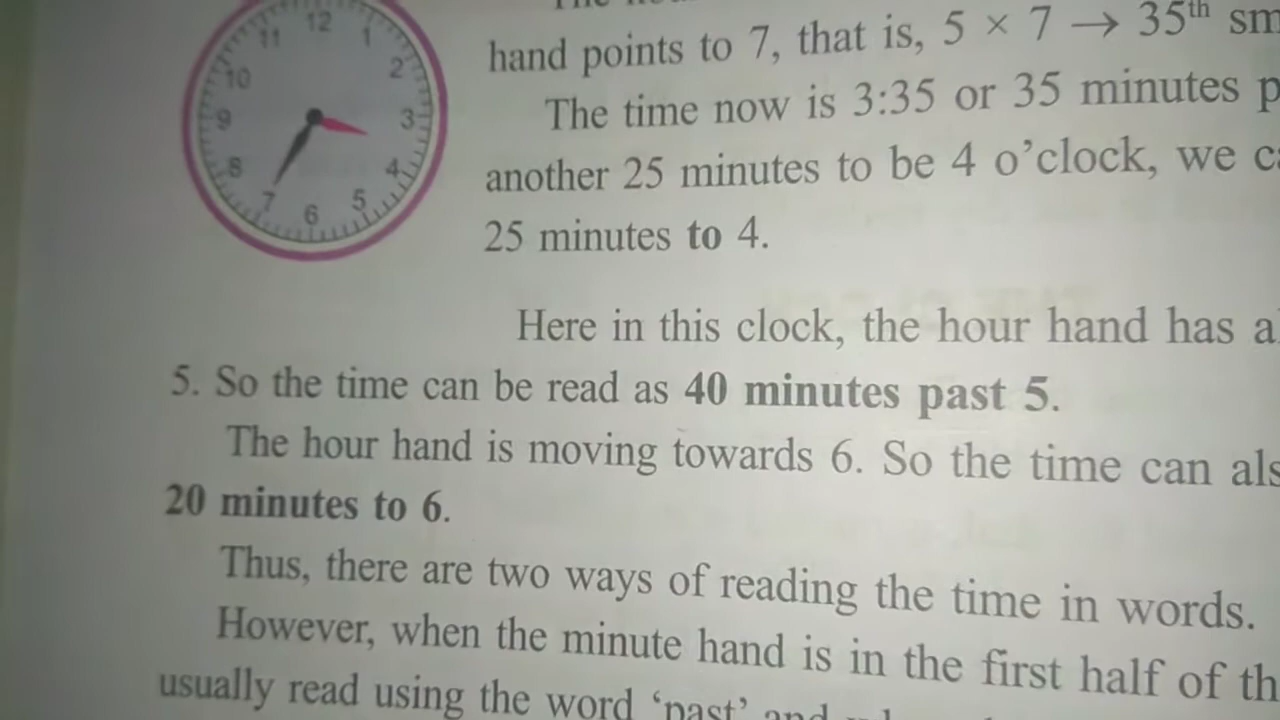 12
11
1
10
2
9
3
8
4
7
6
5
hand points to 7, that is, 5 × 7 → 35th
The time now is 3:35 or 35 minutes
another 25 minutes to be 4 o'clock, we
25 minutes to 4.
Here in this clock, the hour hand has
5. So the time can be read as 40 minutes past 5.
The hour hand is moving towards 6. So the time can
20 minutes to 6.
Thus, there are two ways of reading the time in words.
However, when the minute hand is in the first half of
usually read using the word 'past' and